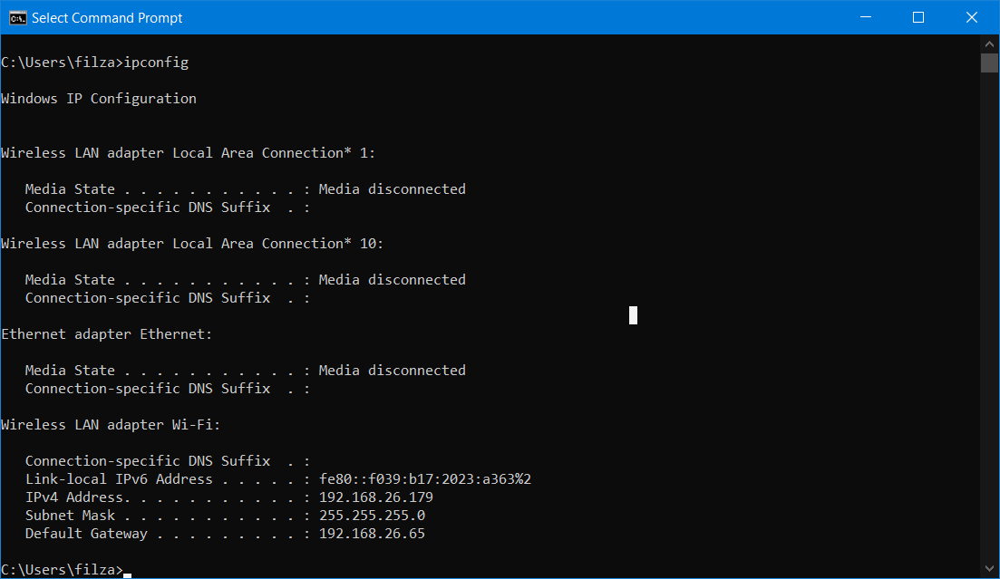 Select Command Prompt
C:\Users\filza>ipconfig
Windows IP Configuration
Wireless LAN adapter Local Area Connection* 1:
   Media State . . . . . . . . . . . : Media disconnected
   Connection-specific DNS Suffix  . :
Wireless LAN adapter Local Area Connection* 10:
   Media State . . . . . . . . . . . : Media disconnected
   Connection-specific DNS Suffix  . :
Ethernet adapter Ethernet:
   Media State . . . . . . . . . . . : Media disconnected
   Connection-specific DNS Suffix  . :
Wireless LAN adapter Wi-Fi:
   Connection-specific DNS Suffix  . :
   Link-local IPv6 Address . . . . . : fe80::f039:b17:2023:a363%2
   IPv4 Address. . . . . . . . . . . : 192.168.26.179
   Subnet Mask . . . . . . . . . . . : 255.255.255.0
   Default Gateway . . . . . . . . . : 192.168.26.65
C:\Users\filza>